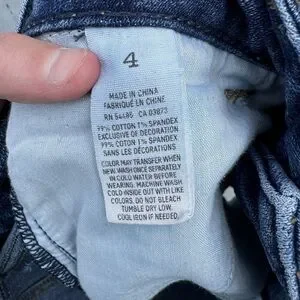 4
MADE IN CHINA
FABRIQUÉ EN CHINE
RN 54485 CA 03873
99% COTTON 1% SPANDEX
EXCLUSIVE OF DECORATION
99% COTTON 1% SPANDEX
SANS LES DÉCORATIONS
COLOR MAY TRANSFER WHEN
NEW. WASH ONCE SEPARATELY
IN COLD WATER BEFORE
WEARING. MACHINE WASH
COLD INSIDE OUT WITH LIKE
COLORS. DO NOT BLEACH
TUMBLE DRY LOW.
COOL IRON IF NEEDED.